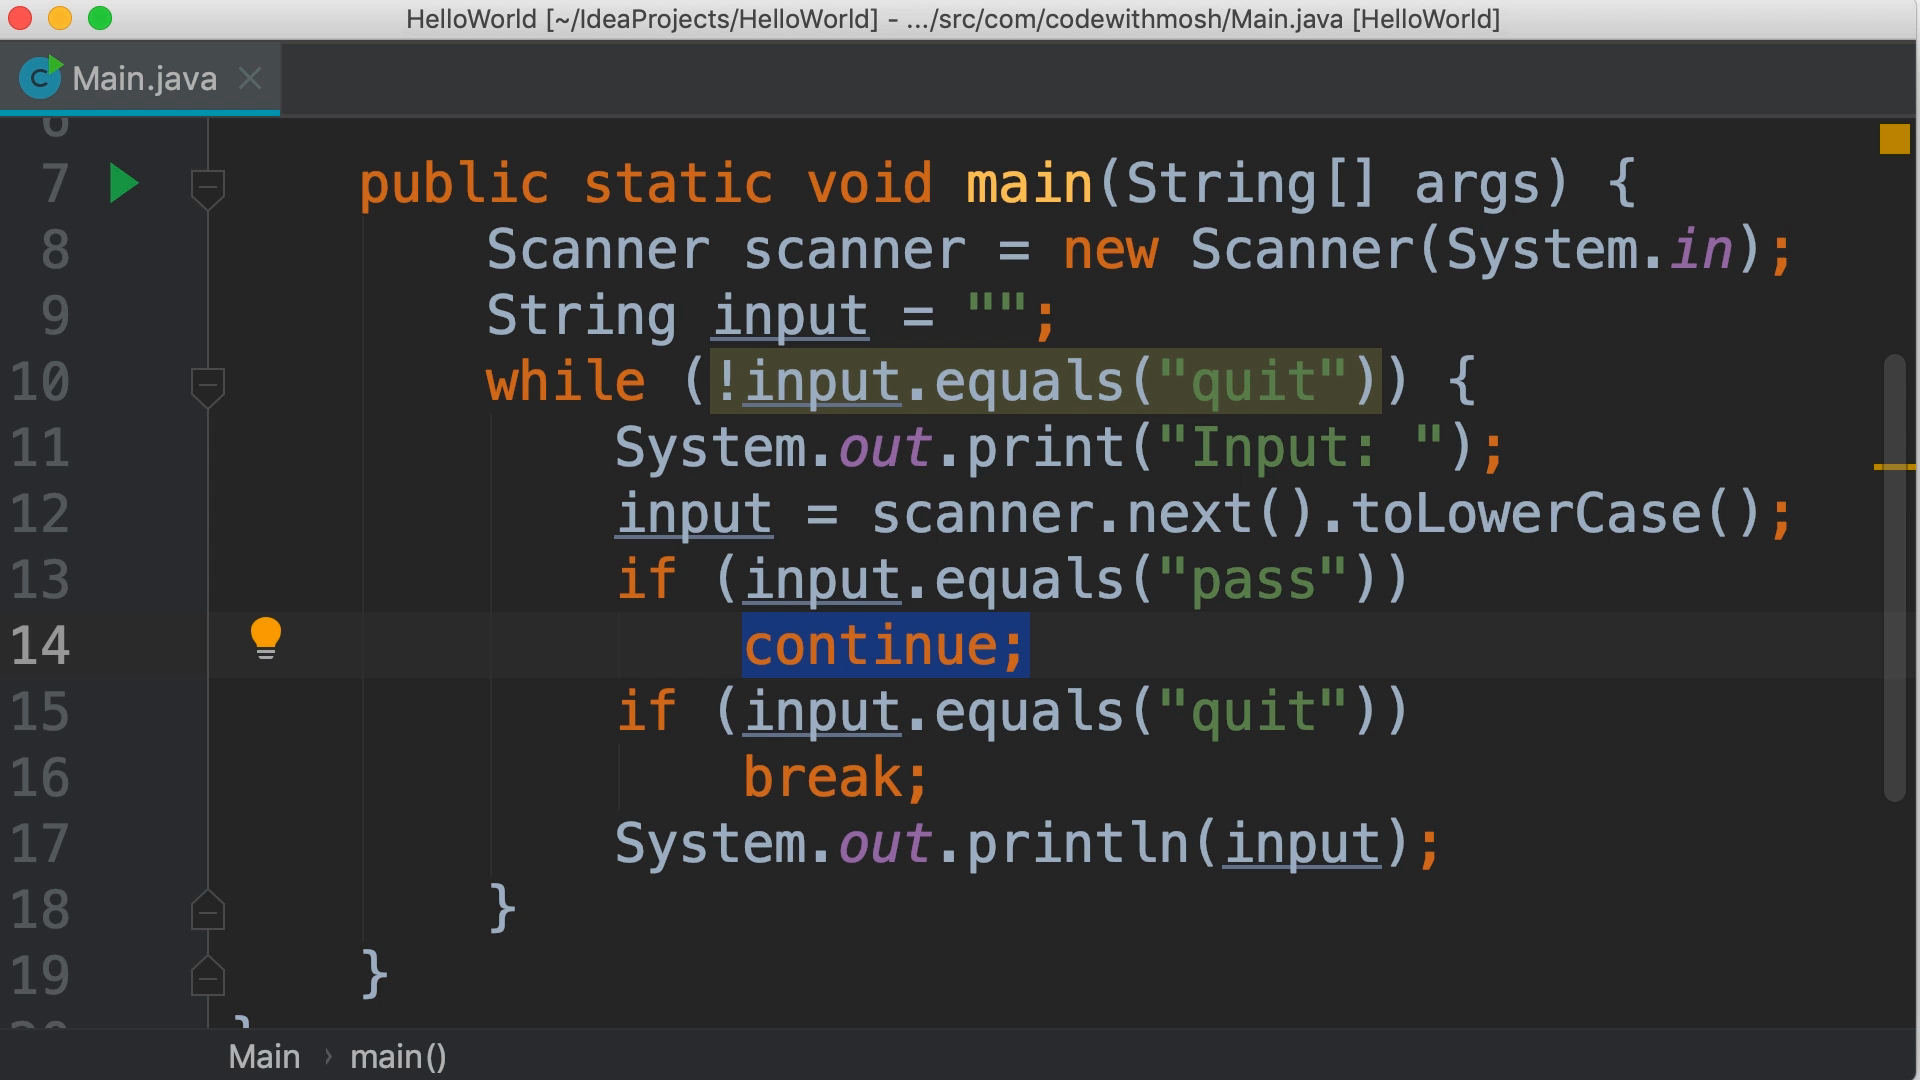 HelloWorld [~/IdeaProjects/HelloWorld] - .../src/com/codewithmosh/Main.java [HelloWorld]
Main.java
7 public static void main(String[] args) {
8 Scanner scanner = new Scanner(System.in);
9 String input = "";
10 while (!input.equals("quit")) {
11 System.out.print("Input: ");
12 input = scanner.next().toLowerCase();
13 if (input.equals("pass"))
14 continue;
15 if (input.equals("quit"))
16 break;
17 System.out.println(input);
18 }
19 }
Main › main()